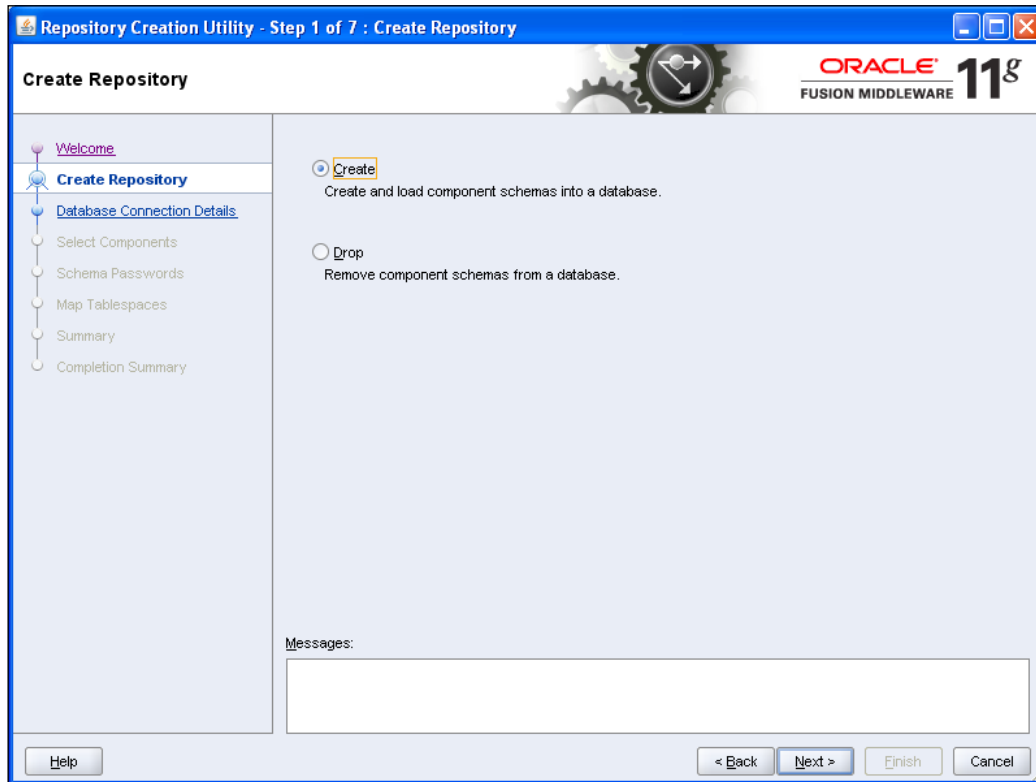 Repository Creation Utility - Step 1 of 7 : Create Repository
Create Repository
ORACLE®
FUSION MIDDLEWARE 11g
Welcome
Create Repository
Database Connection Details
Select Components
Schema Passwords
Map Tablespaces
Summary
Completion Summary
Create
Create and load component schemas into a database.
Drop
Remove component schemas from a database.
Messages:
Help
< Back
Next >
Finish
Cancel